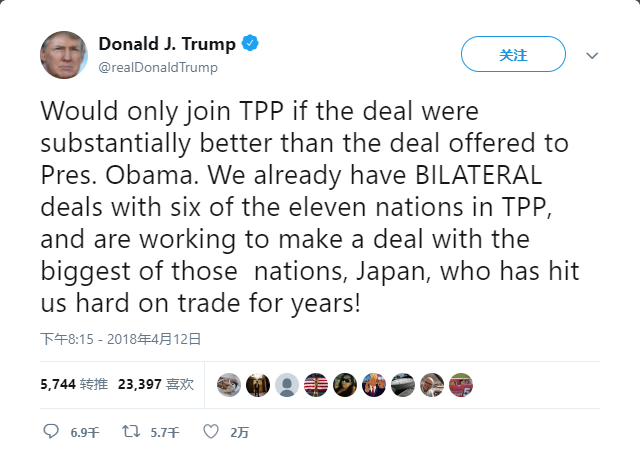 Donald J. Trump
@realDonaldTrump
关注
Would only join TPP if the deal were
substantially better than the deal offered to
Pres. Obama. We already have BILATERAL
deals with six of the eleven nations in TPP,
and are working to make a deal with the
biggest of those  nations, Japan, who has hit
us hard on trade for years!
下午8:15 - 2018年4月12日
5,744 转推 23,397 喜欢
6.9千 5.7千 2万